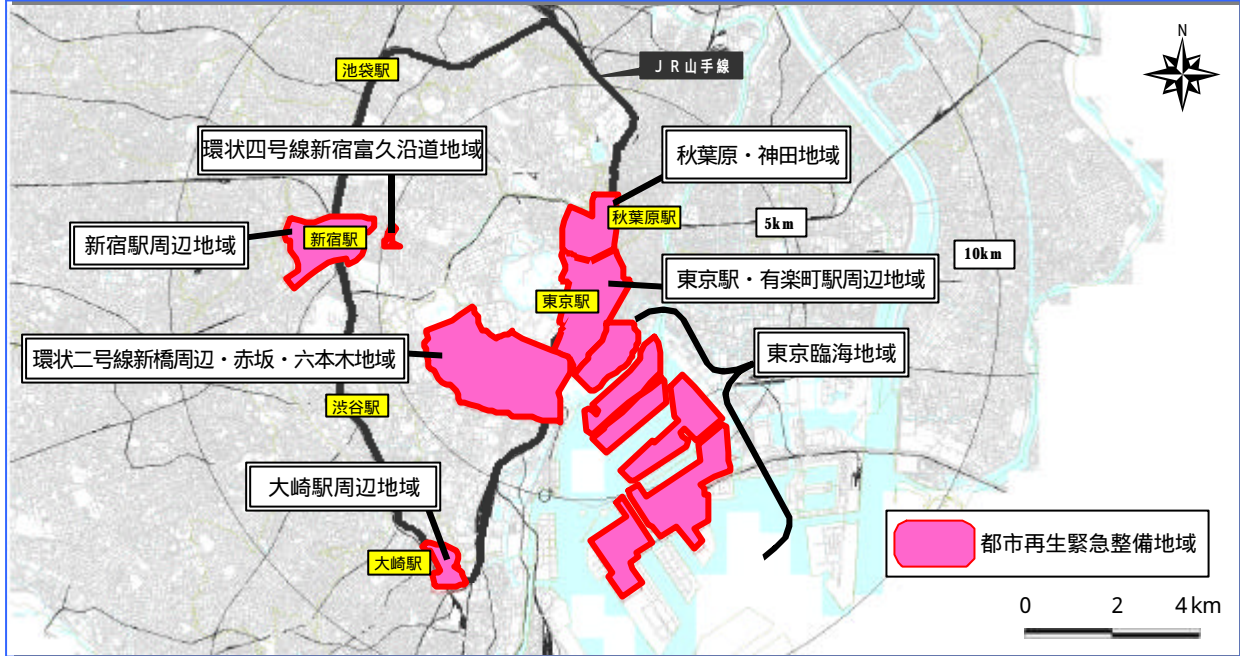 N
池袋駅
JR山手線
環状四号線新宿富久沿道地域
秋葉原・神田地域
秋葉原駅
5km
新宿駅周辺地域
新宿駅
10km
東京駅・有楽町駅周辺地域
東京駅
環状二号線新橋周辺・赤坂・六本木地域
東京臨海地域
渋谷駅
大崎駅周辺地域
大崎駅
都市再生緊急整備地域
0 2 4km